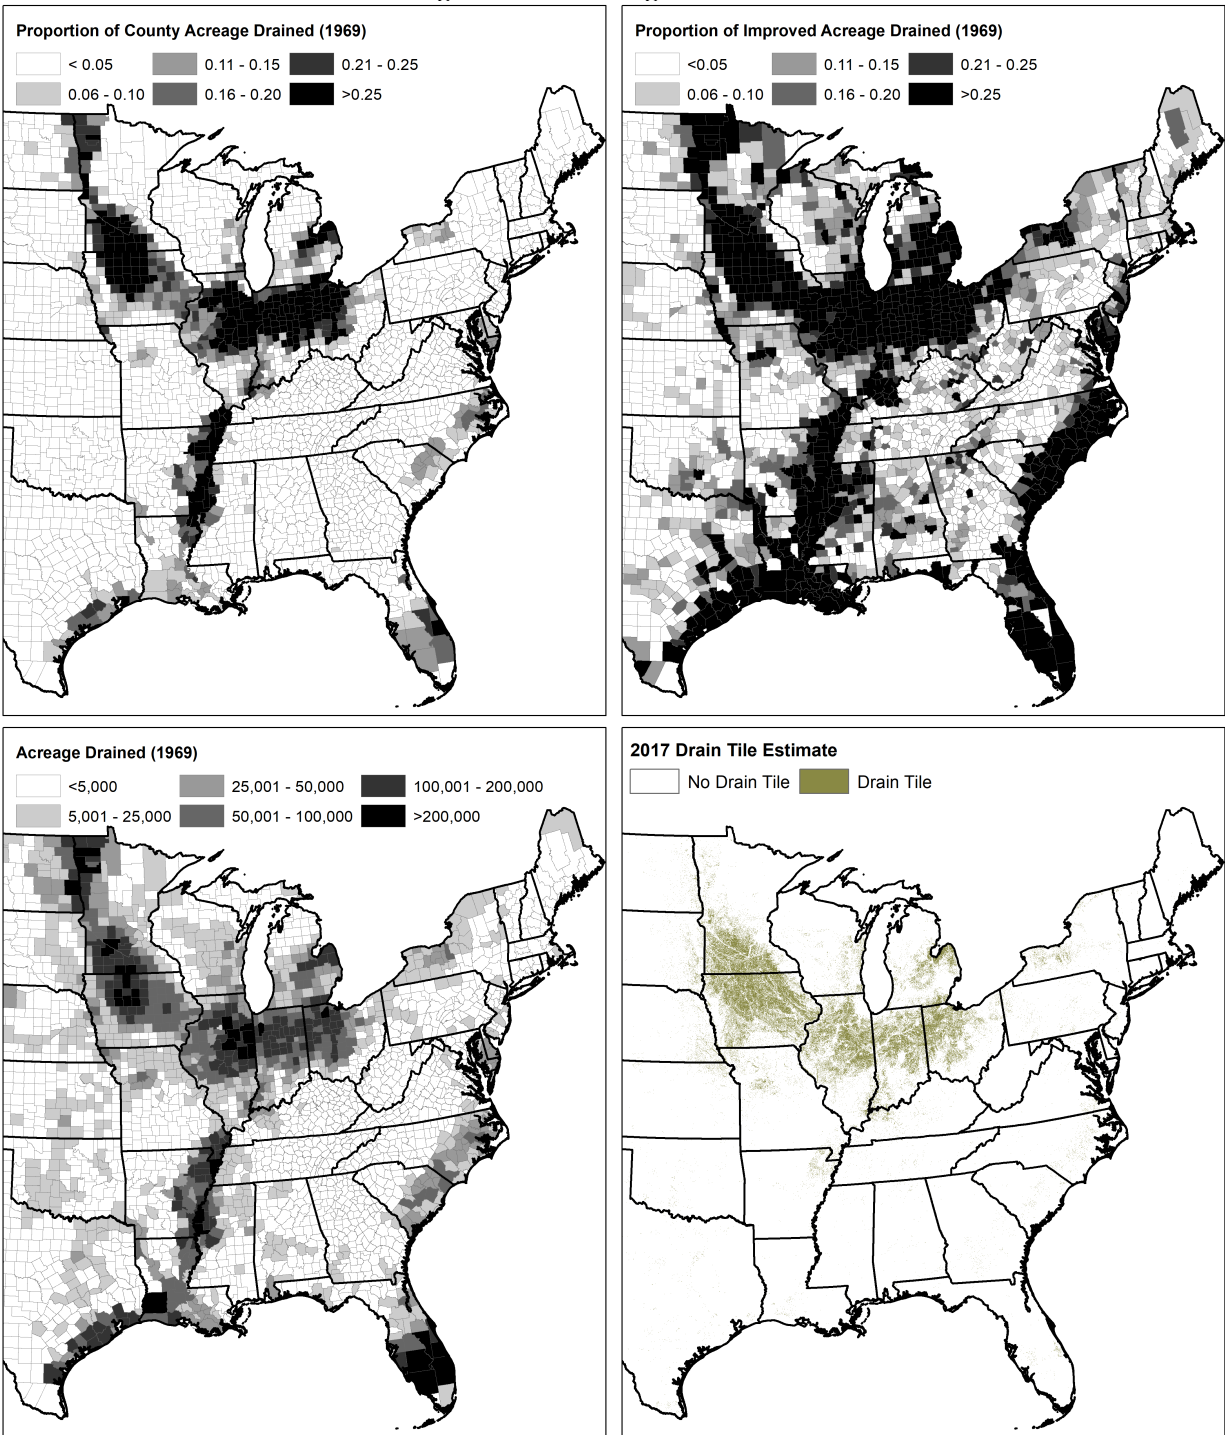 Proportion of County Acreage Drained (1969)
< 0.05 0.11 - 0.15 0.21 - 0.25
0.06 - 0.10 0.16 - 0.20 >0.25
Proportion of Improved Acreage Drained (1969)
<0.05 0.11 - 0.15 0.21 - 0.25
0.06 - 0.10 0.16 - 0.20 >0.25
Acreage Drained (1969)
<5,000 25,001 - 50,000 100,001 - 200,000
5,001 - 25,000 50,001 - 100,000 >200,000
2017 Drain Tile Estimate
No Drain Tile Drain Tile